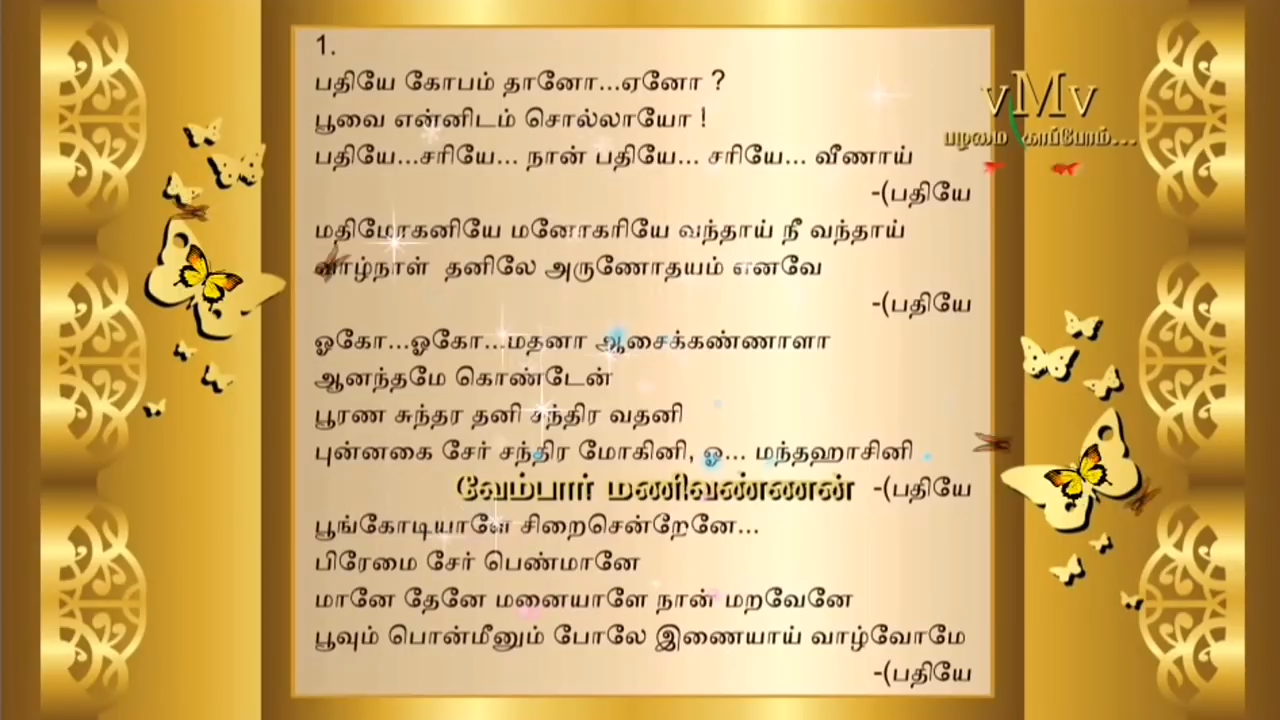 1.
பதியே கோபம் தானோ...ஏனோ ?
vMv
பூவை என்னிடம் சொல்லாயோ !
பழமை காப்போம்...
பதியே...சரியே... நான் பதியே... சரியே... வீணாய்
-(பதியே
மதிமோகனியே மனோகரியே வந்தாய் நீ வந்தாய்
வாழ்நாள் தனிலே அருணோதயம் எனவே
-(பதியே
ஓகோ...ஓகோ...மதனா ஆசைக்கண்ணாளா
ஆனந்தமே கொண்டேன்
பூரண சுந்தர தனி சந்திர வதனி
புன்னகை சேர் சந்திர மோகினி, ஓ... மந்தஹாசினி
வேம்பார் மணிவண்ணன் -(பதியே
பூங்கோடியாளே சிறைசென்றேனே...
பிரேமை சேர் பெண்மானே
மானே தேனே மனையாளே நான் மறவேனே
பூவும் பொன்மீனும் போலே இணையாய் வாழ்வோமே
-(பதியே